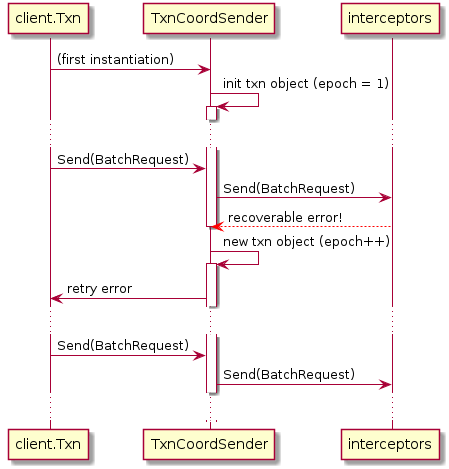 client.Txn TxnCoordSender interceptors
(first instantiation)
init txn object (epoch = 1)
Send(BatchRequest)
Send(BatchRequest)
recoverable error!
new txn object (epoch++)
retry error
Send(BatchRequest)
Send(BatchRequest)
client.Txn TxnCoordSender interceptors